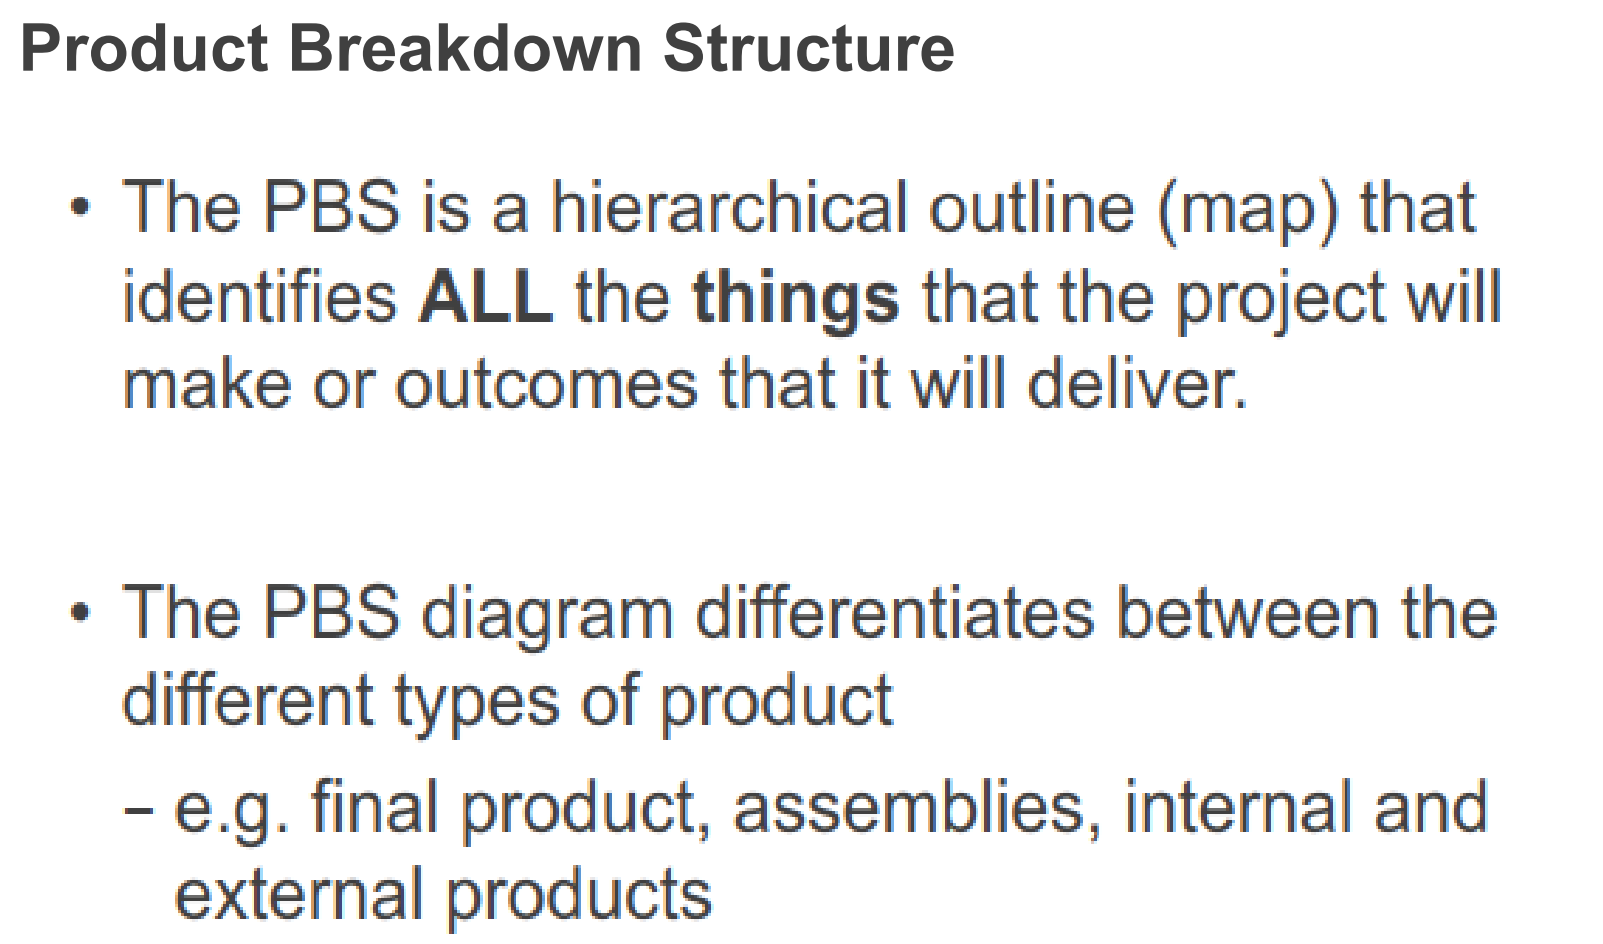 Product Breakdown Structure
• The PBS is a hierarchical outline (map) that
identifies ALL the things that the project will
make or outcomes that it will deliver.
• The PBS diagram differentiates between the
different types of product
– e.g. final product, assemblies, internal and
external products